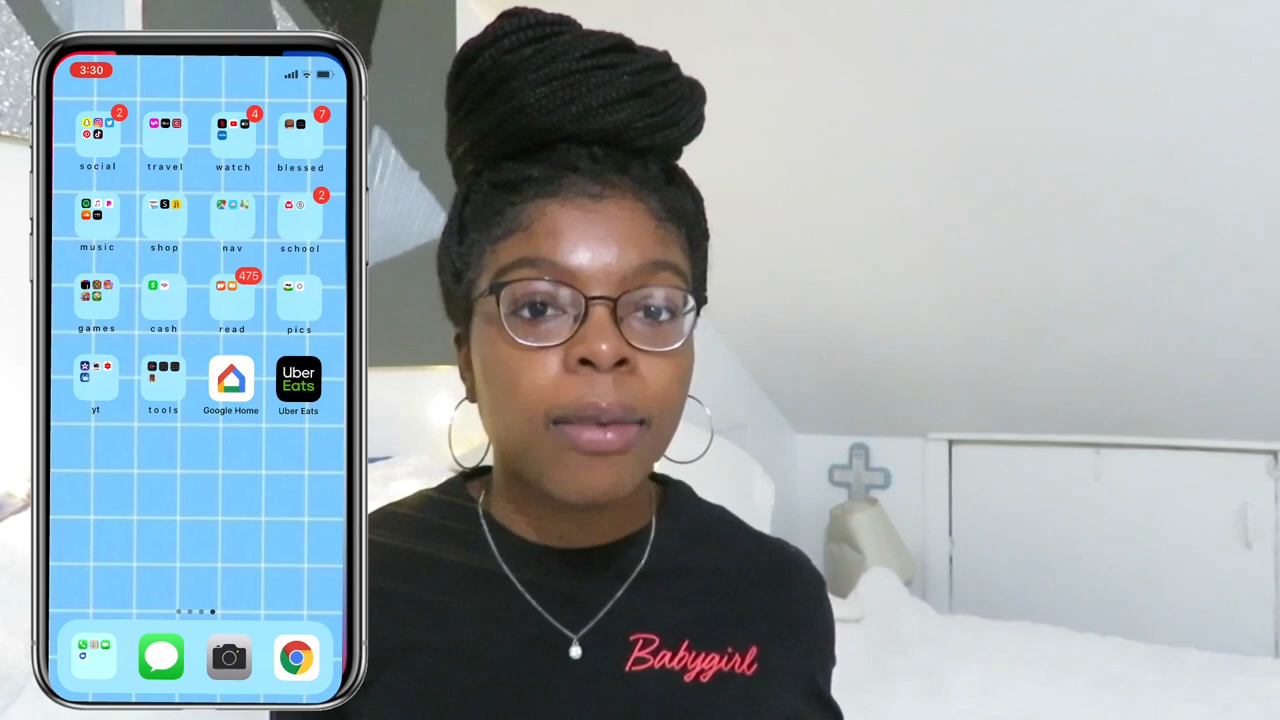 3:30
2
4
7
social
travel
watch
blessed
2
music
shop
nav
school
475
games
cash
read
pics
Uber
Eats
yt
tools
Google Home
Uber Eats
Babygirl